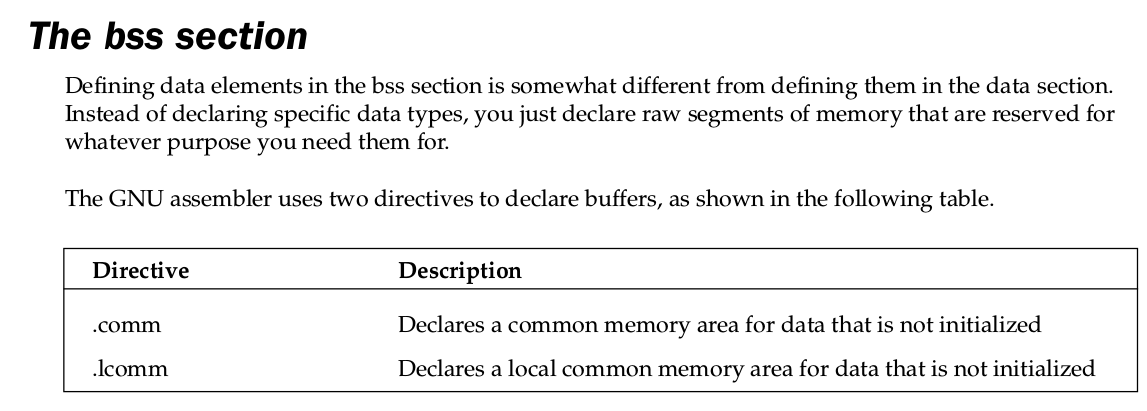 The bss section
Defining data elements in the bss section is somewhat different from defining them in the data section.
Instead of declaring specific data types, you just declare raw segments of memory that are reserved for
whatever purpose you need them for.
The GNU assembler uses two directives to declare buffers, as shown in the following table.
Directive Description
.comm Declares a common memory area for data that is not initialized
.lcomm Declares a local common memory area for data that is not initialized